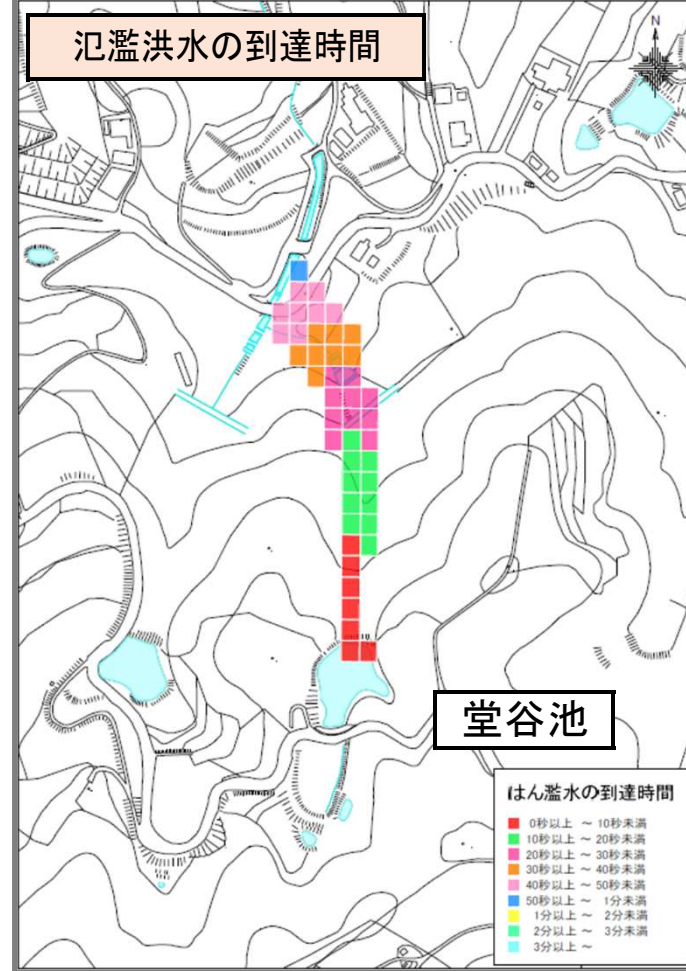 氾濫洪水の到達時間
N
堂谷池
はん濫水の到達時間
0秒以上 ～ 10秒未満
10秒以上 ～ 20秒未満
20秒以上 ～ 30秒未満
30秒以上 ～ 40秒未満
40秒以上 ～ 50秒未満
50秒以上 ～ 1分未満
1分以上 ～ 2分未満
2分以上 ～ 3分未満
3分以上 ～